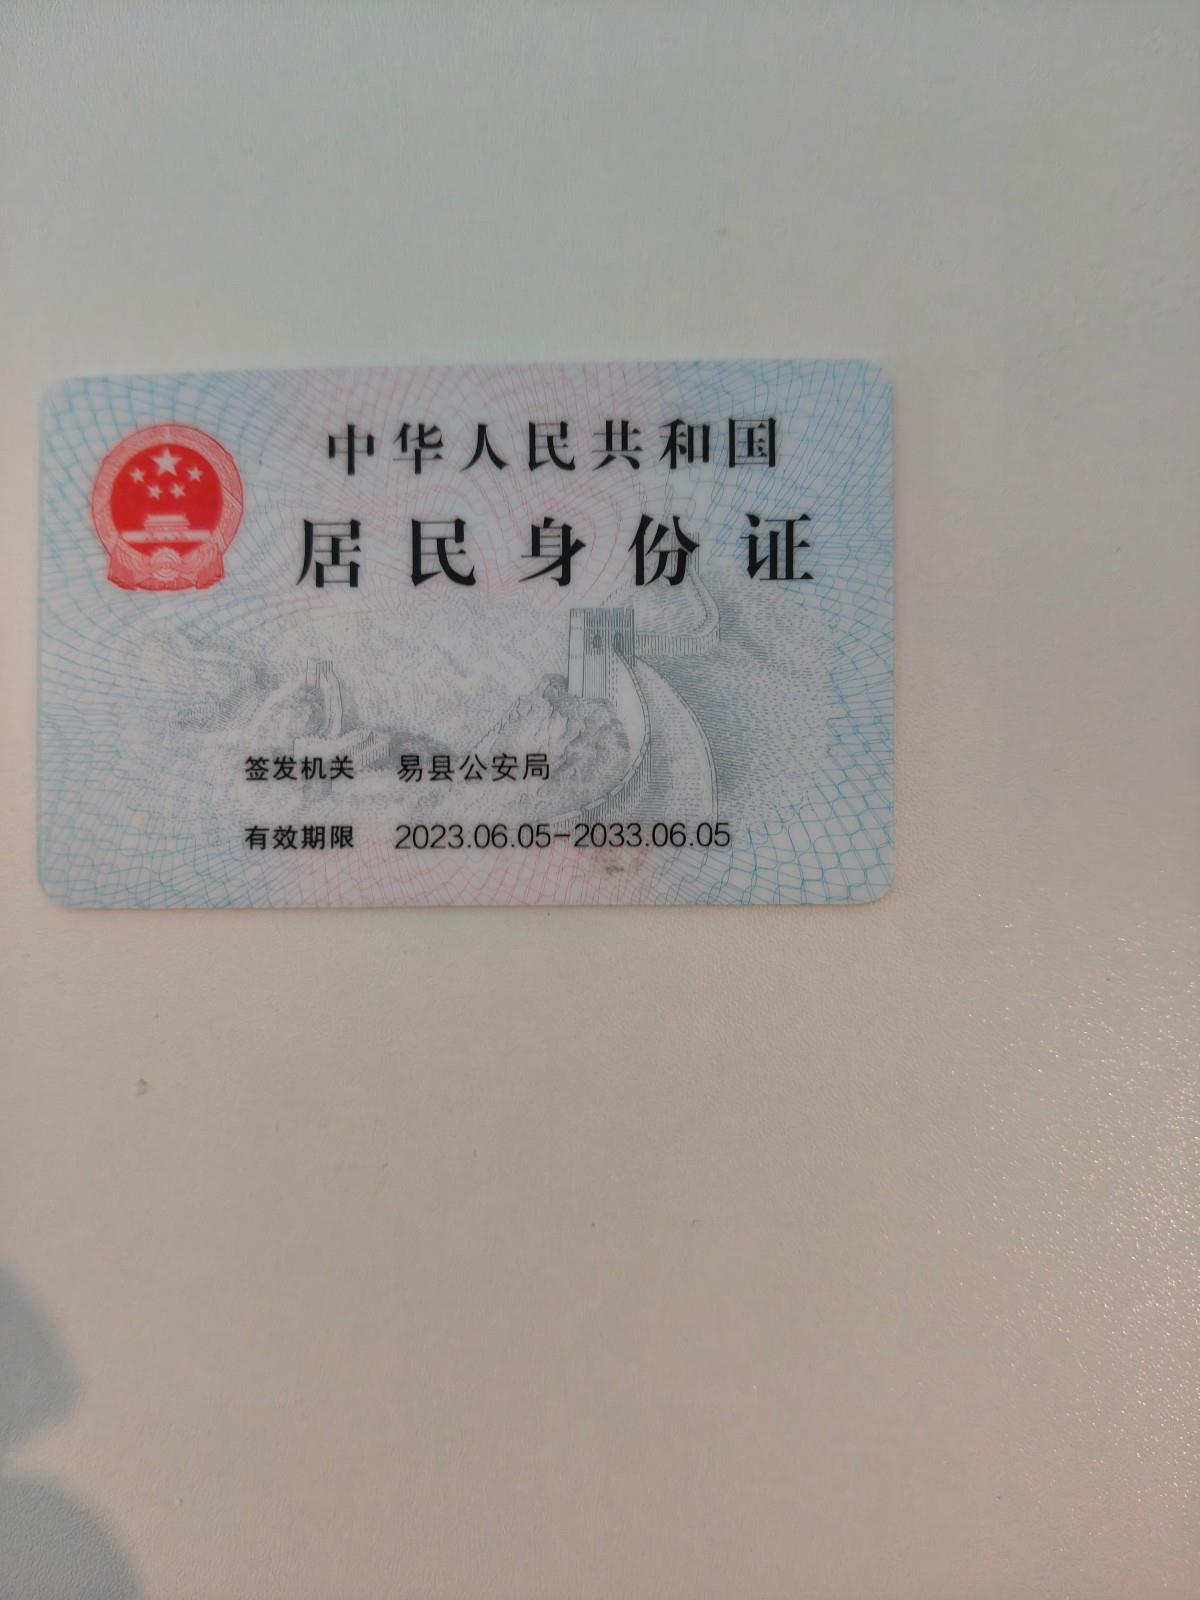 中华人民共和国
居民身份证
签发机关 易县公安局
有效期限 2023.06.05-2033.06.05